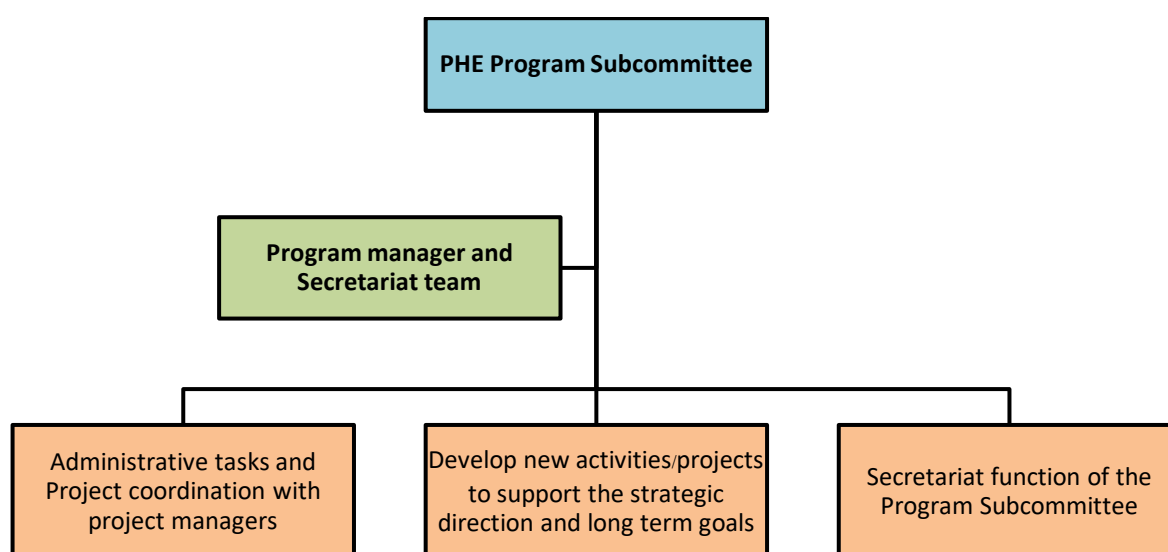 PHE Program Subcommittee
Program manager and
Secretariat team
Administrative tasks and
Project coordination with
project managers
Develop new activities/projects
to support the strategic
direction and long term goals
Secretariat function of the
Program Subcommittee